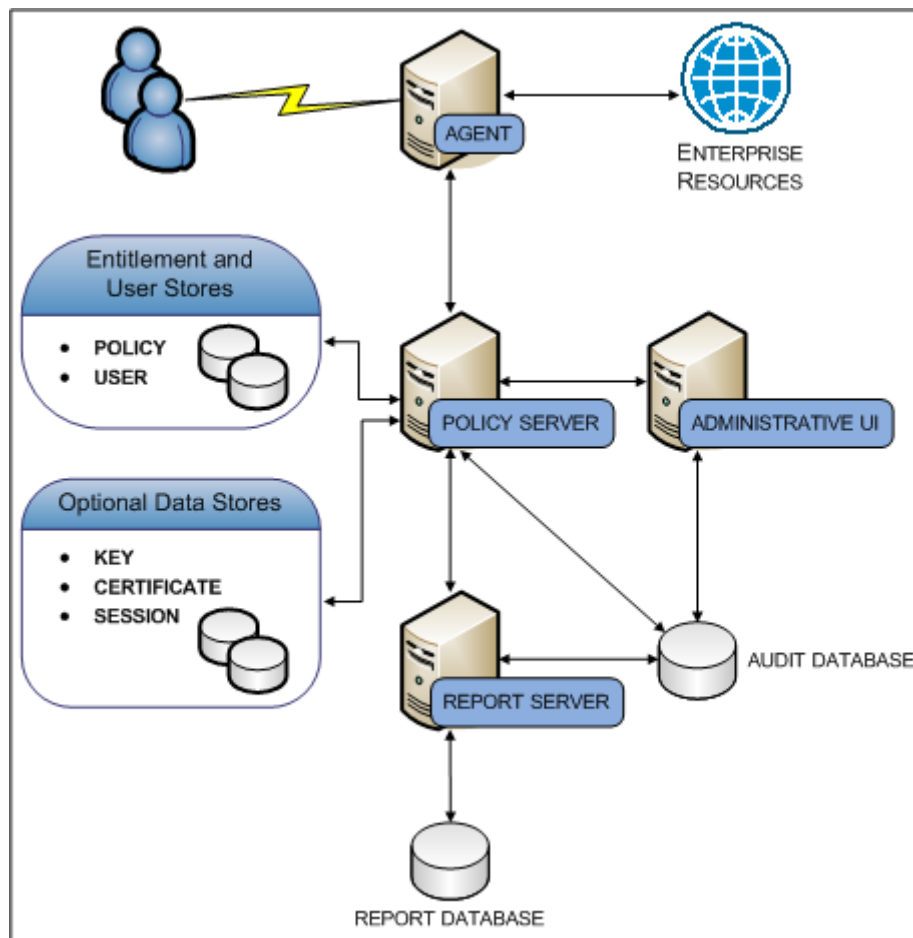 AGENT
ENTERPRISE
RESOURCES
Entitlement and
User Stores
• POLICY
• USER
POLICY SERVER
ADMINISTRATIVE UI
Optional Data Stores
• KEY
• CERTIFICATE
• SESSION
REPORT SERVER
AUDIT DATABASE
REPORT DATABASE